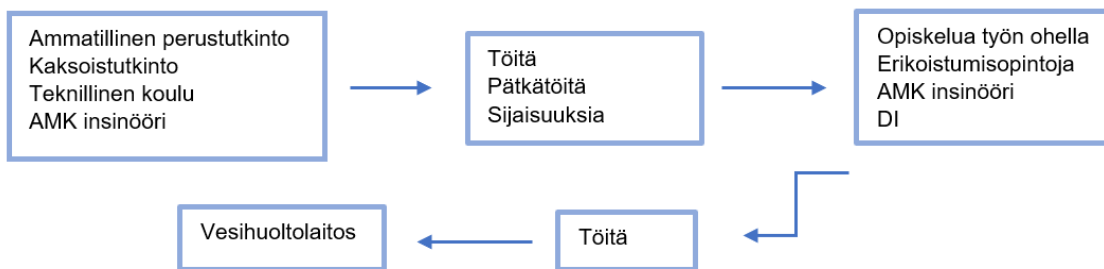 Ammatillinen perustutkinto
Kaksoistutkinto
Teknillinen koulu
AMK insinööri
Töitä
Pätkätöitä
Sijaisuuksia
Opiskelua työn ohella
Erikoistumisopintoja
AMK insinööri
DI
Töitä
Vesihuoltolaitos